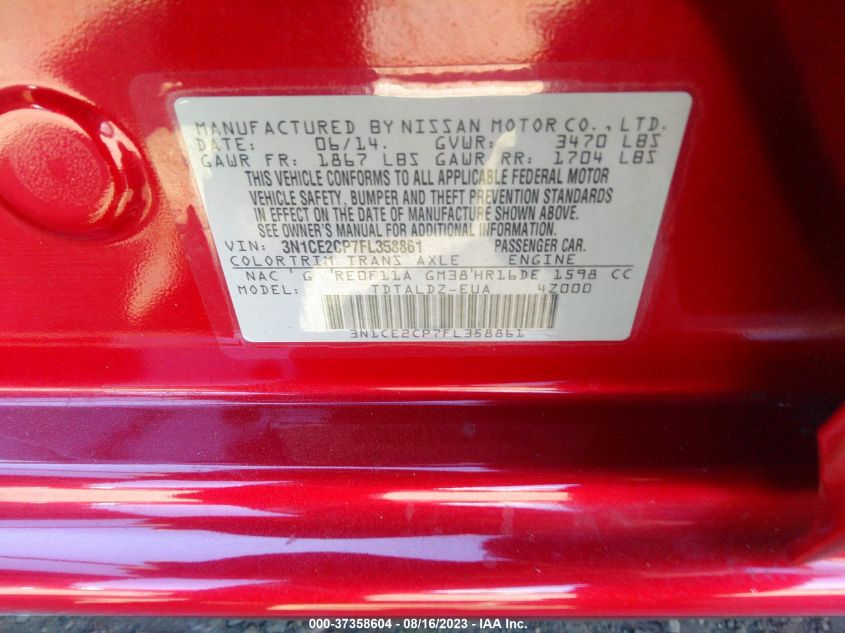 MANUFACTURED BY NISSAN MOTOR CO., LTD.
DATE: 06/14. GVWR: 3470 LBS
GAWR FR: 1867 LBS GAWR RR: 1704 LBS
THIS VEHICLE CONFORMS TO ALL APPLICABLE FEDERAL MOTOR
VEHICLE SAFETY, BUMPER AND THEFT PREVENTION STANDARDS
IN EFFECT ON THE DATE OF MANUFACTURE SHOWN ABOVE.
SEE OWNER'S MANUAL FOR ADDITIONAL INFORMATION.
VIN: 3N1CE2CP7FL358861 PASSENGER CAR.
COLOR TRIM TRANS AXLE ENGINE
NAC ' G 'RE0F11A GM38'HR16DE 1598 CC
MODEL: TDTALDZ-EUA 4Z000
3N1CE2CP7FL358861
000-37358604 - 08/16/2023 - IAA Inc.